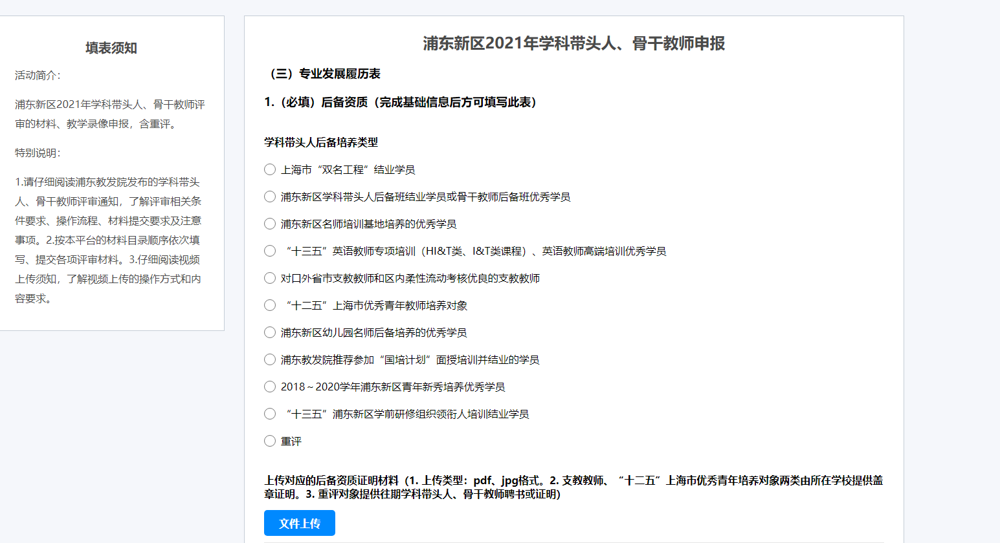 填表须知
活动简介：
浦东新区2021年学科带头人、骨干教师评
审的材料、教学录像申报，含重评。
特别说明：
1.请仔细阅读浦东教发院发布的学科带头
人、骨干教师评审通知，了解评审相关条
件要求、操作流程、材料提交要求及注意
事项。2.按本平台的材料目录顺序依次填
写、提交各项评审材料。3.仔细阅读视频
上传须知，了解视频上传的操作方式和内
容要求。
浦东新区2021年学科带头人、骨干教师申报
（三）专业发展履历表
1.（必填）后备资质（完成基础信息后方可填写此表）
学科带头人后备培养类型
上海市“双名工程”结业学员
浦东新区学科带头人后备班结业学员或骨干教师后备班优秀学员
浦东新区名师培训基地培养的优秀学员
“十三五”英语教师专项培训（HI&T类、I&T类课程）、英语教师高端培训优秀学员
对口外省市支教教师和区内柔性流动考核优良的支教教师
“十二五”上海市优秀青年教师培养对象
浦东新区幼儿园名师后备培养的优秀学员
浦东教发院推荐参加“国培计划”面授培训并结业的学员
2018～2020学年浦东新区青年新秀培养优秀学员
“十三五”浦东新区学前研修组织领衔人培训结业学员
重评
上传对应的后备资质证明材料（1. 上传类型：pdf、jpg格式。2. 支教教师、“十二五”上海市优秀青年培养对象两类由所在学校提供盖
章证明。3. 重评对象提供往期学科带头人、骨干教师聘书或证明）
文件上传